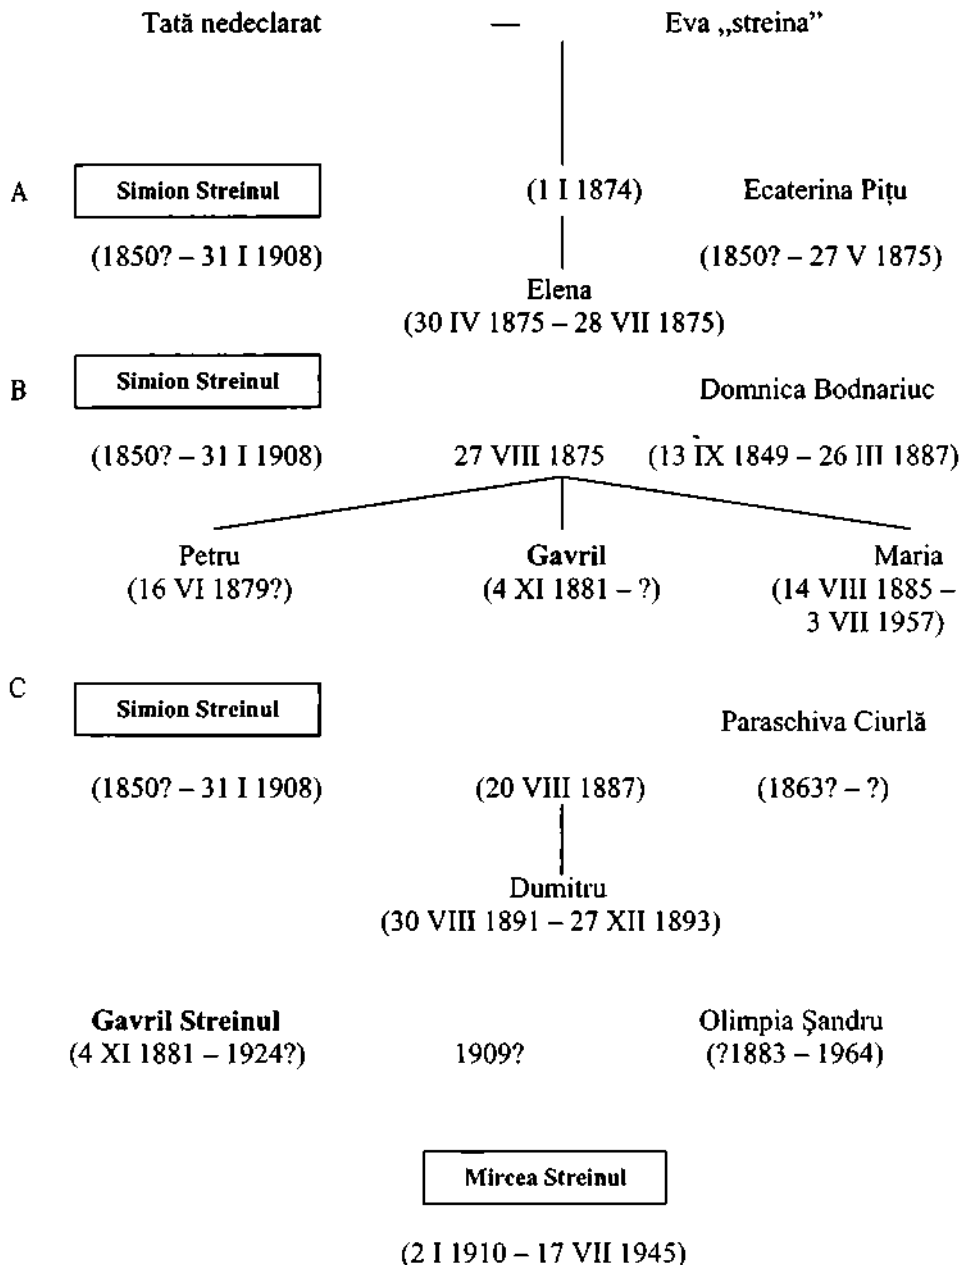 Tată nedeclarat — Eva „streina”
A Simion Streinul (1 I 1874) Ecaterina Pițu
(1850? – 31 I 1908) (1850? – 27 V 1875)
Elena
(30 IV 1875 – 28 VII 1875)
B Simion Streinul Domnica Bodnariuc
(1850? – 31 I 1908) 27 VIII 1875 (13 IX 1849 – 26 III 1887)
Petru Gavril Maria
(16 VI 1879?) (4 XI 1881 – ?) (14 VIII 1885 –
3 VII 1957)
C Simion Streinul Paraschiva Ciurlă
(1850? – 31 I 1908) (20 VIII 1887) (1863? – ?)
Dumitru
(30 VIII 1891 – 27 XII 1893)
Gavril Streinul Olimpia Şandru
(4 XI 1881 – 1924?) 1909? (?1883 – 1964)
Mircea Streinul
(2 I 1910 – 17 VII 1945)